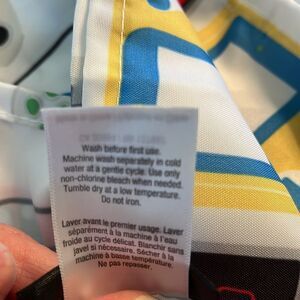 Wash before first use.
Machine wash separately in cold
water at a gentle cycle. Use only
non-chlorine bleach when needed.
Tumble dry at a low temperature.
Do not iron.
Laver avant le premier usage. Laver
séparément à la machine à l'eau
froide au cycle délicat. Blanchir sans
javel si nécessaire. Sécher à la
machine à basse température.
Ne pas repasser.